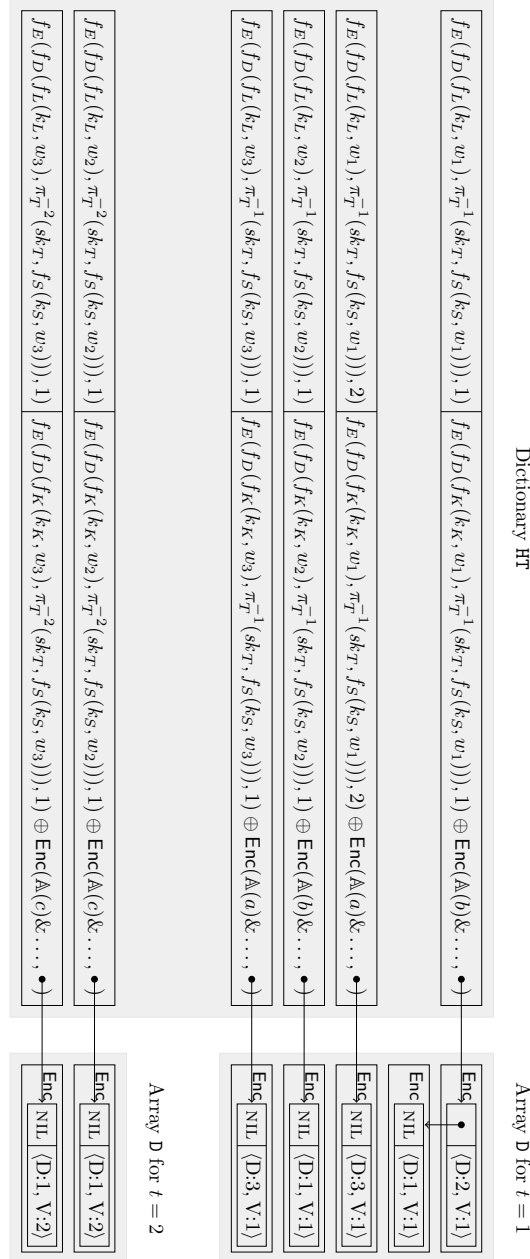 Dictionary HT Array D for t = 1
f_E(f_D(f_L(k_L, w_1), π_T^{-1}(sk_T, f_S(k_S, w_1))), 1) f_E(f_D(f_K(k_K, w_1), π_T^{-1}(sk_T, f_S(k_S, w_1))), 1) ⊕ Enc(𝔸(b)&..., ) Enc ⟨D:2, V:1⟩
Enc NIL ⟨D:1, V:1⟩
f_E(f_D(f_L(k_L, w_1), π_T^{-1}(sk_T, f_S(k_S, w_1))), 2) f_E(f_D(f_K(k_K, w_1), π_T^{-1}(sk_T, f_S(k_S, w_1))), 2) ⊕ Enc(𝔸(a)&..., ) Enc NIL ⟨D:3, V:1⟩
f_E(f_D(f_L(k_L, w_2), π_T^{-1}(sk_T, f_S(k_S, w_2))), 1) f_E(f_D(f_K(k_K, w_2), π_T^{-1}(sk_T, f_S(k_S, w_2))), 1) ⊕ Enc(𝔸(b)&..., ) Enc NIL ⟨D:1, V:1⟩
f_E(f_D(f_L(k_L, w_3), π_T^{-1}(sk_T, f_S(k_S, w_3))), 1) f_E(f_D(f_K(k_K, w_3), π_T^{-1}(sk_T, f_S(k_S, w_3))), 1) ⊕ Enc(𝔸(a)&..., ) Enc NIL ⟨D:3, V:1⟩
Array D for t = 2
f_E(f_D(f_L(k_L, w_2), π_T^{-2}(sk_T, f_S(k_S, w_2))), 1) f_E(f_D(f_K(k_K, w_2), π_T^{-2}(sk_T, f_S(k_S, w_2))), 1) ⊕ Enc(𝔸(c)&..., ) Enc NIL ⟨D:1, V:2⟩
f_E(f_D(f_L(k_L, w_3), π_T^{-2}(sk_T, f_S(k_S, w_3))), 1) f_E(f_D(f_K(k_K, w_3), π_T^{-2}(sk_T, f_S(k_S, w_3))), 1) ⊕ Enc(𝔸(c)&..., ) Enc NIL ⟨D:1, V:2⟩